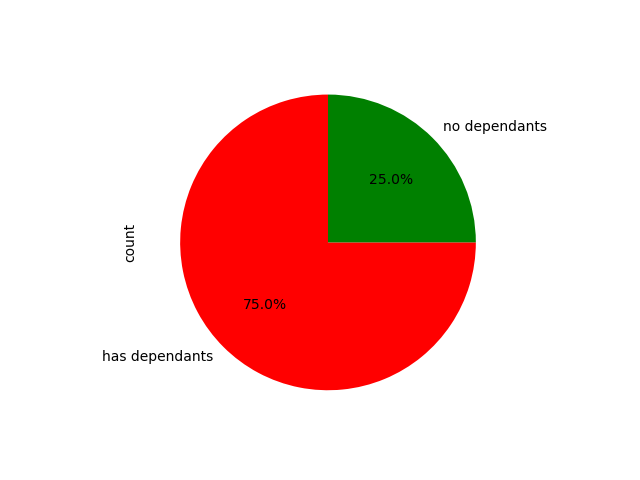 no dependants
25.0%
count
75.0%
has dependants